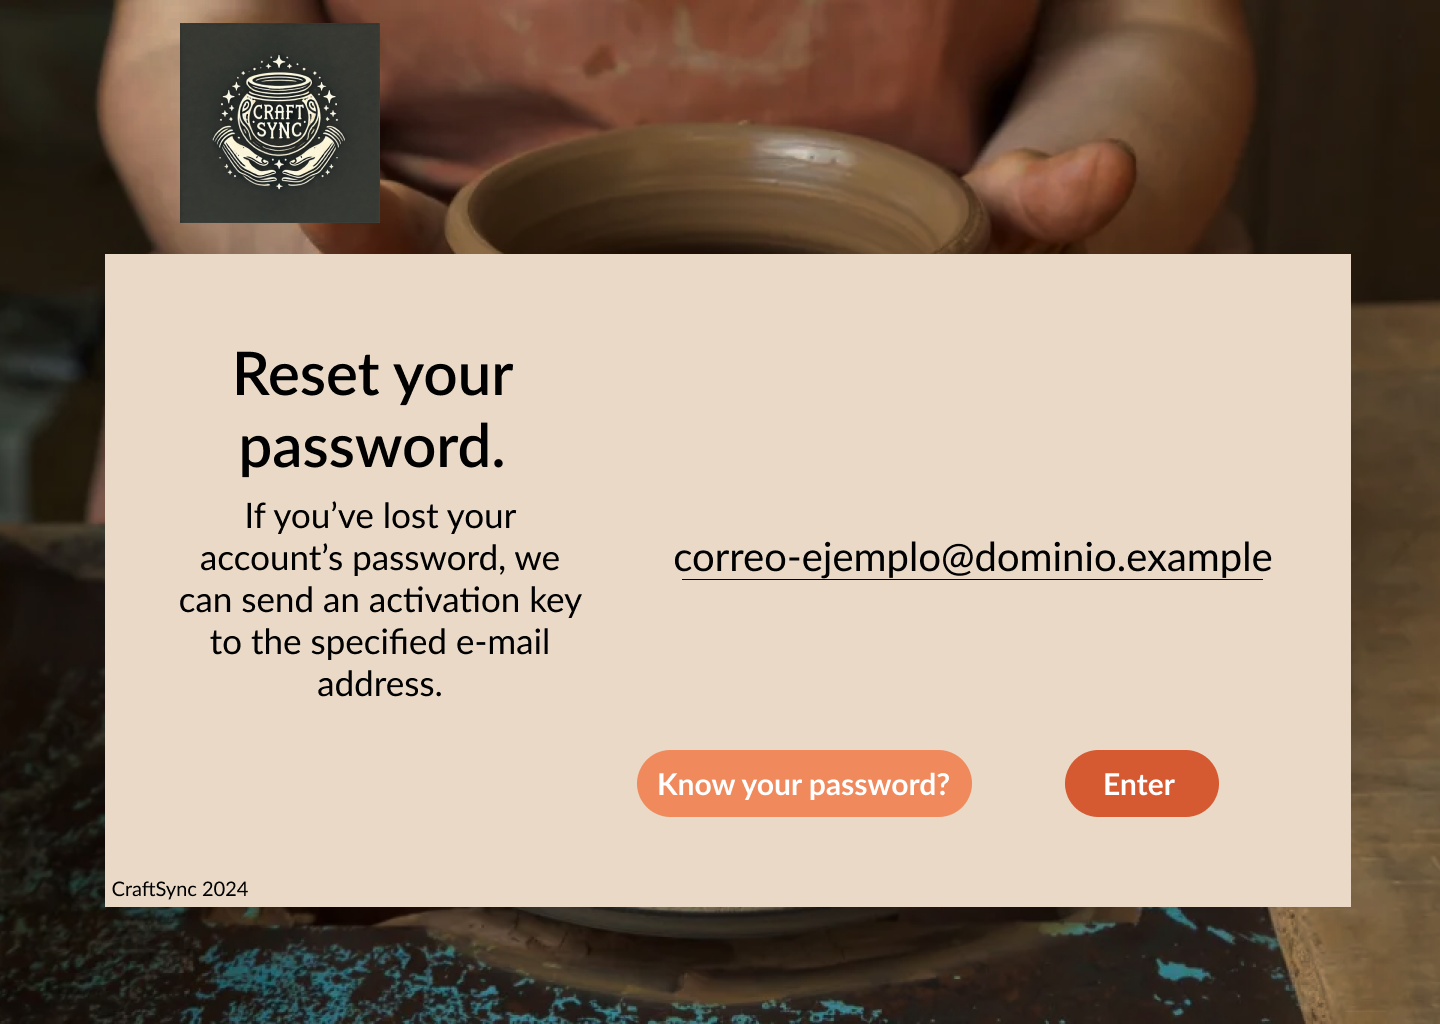 CRAFT
SYNC
Reset your
password.
If you’ve lost your
account’s password, we
can send an activation key
to the specified e-mail
address.
correo-ejemplo@dominio.example
Know your password?
Enter
CraftSync 2024